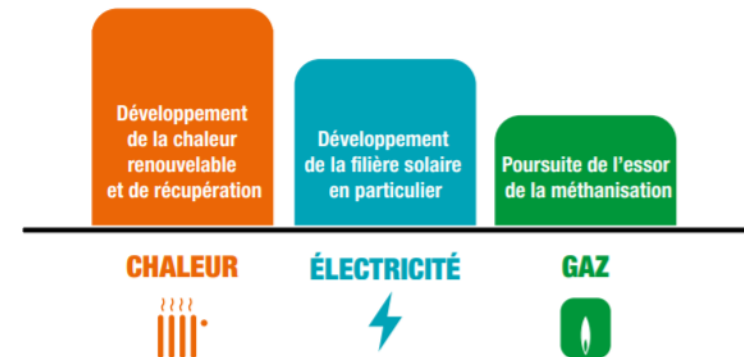 Développement
de la chaleur
renouvelable
et de récupération
Développement
de la filière solaire
en particulier
Poursuite de l’essor
de la méthanisation
CHALEUR
ÉLECTRICITÉ
GAZ